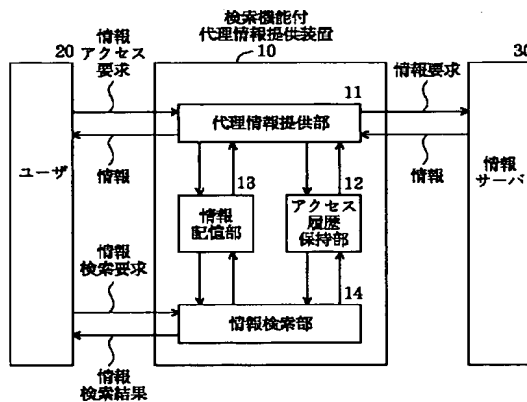 検索機能付
代理情報提供装置
20
情報
アクセス
要求
10
30
11
情報要求
代理情報提供部
情報
情報
ユーザ
情報
サーバ
13
12
情報
記憶部
アクセス
履歴
保持部
情報
検索要求
14
情報検索部
情報
検索結果